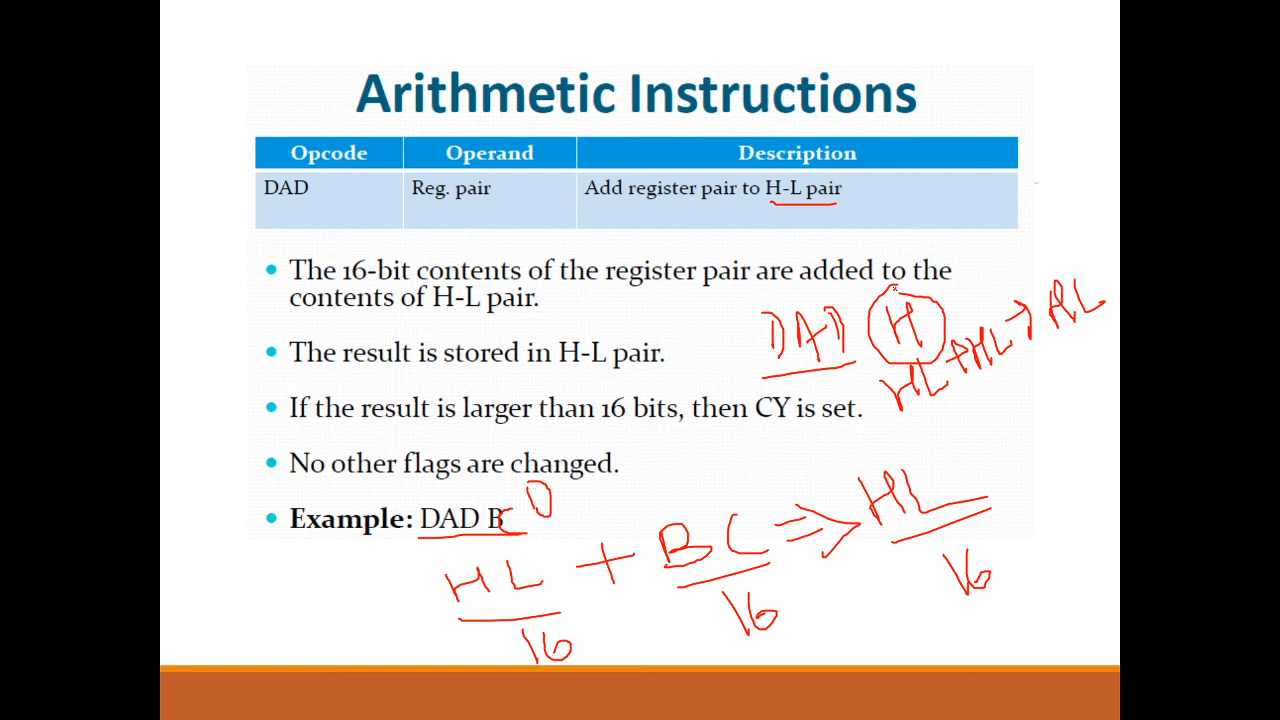 Arithmetic Instructions
Opcode Operand Description
DAD Reg. pair Add register pair to H-L pair
• The 16-bit contents of the register pair are added to the
contents of H-L pair.
DAD H
HL + HL → HL
• The result is stored in H-L pair.
• If the result is larger than 16 bits, then CY is set.
• No other flags are changed.
• Example: DAD B C D
HL + BC ⇒ HL
16 16 16